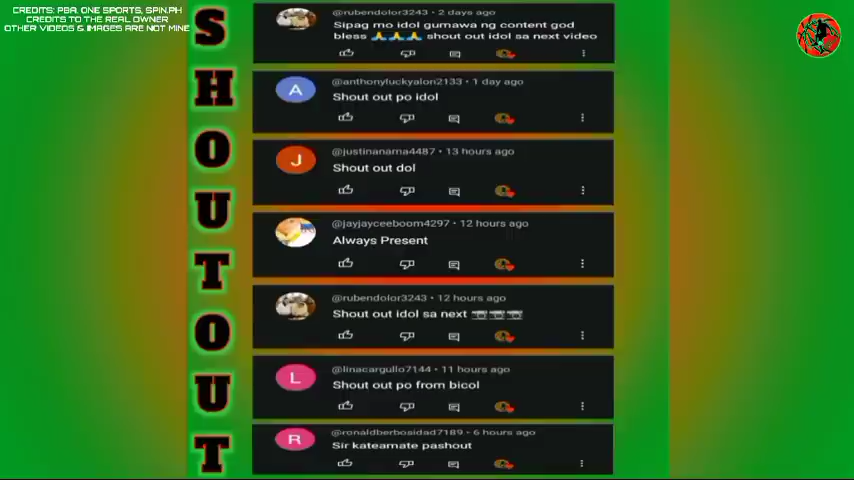 CREDITS: PBA, ONE SPORTS, SPIN.PH
CREDITS TO THE REAL OWNER
OTHER VIDEOS & IMAGES ARE NOT MINE
SHOUTOUT
@rubendolor3243 • 2 days ago
Sipag mo idol gumawa ng content god
bless 🙏🙏🙏 shout out idol sa next video
@anthonyluckyalon2133 • 1 day ago
Shout out po idol
@justinanama4487 • 13 hours ago
Shout out dol
@jayjayceeboom4297 • 12 hours ago
Always Present
@rubendolor3243 • 12 hours ago
Shout out idol sa next 📹📹📹
@linacargullo7144 • 11 hours ago
Shout out po from bicol
@ronaldberbosidad7189 • 6 hours ago
Sir kateamate pashout
A
J
L
R